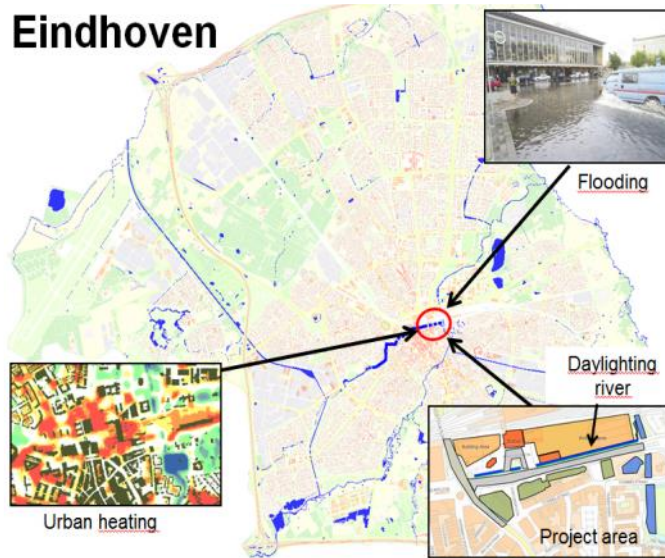 Eindhoven
Flooding
Daylighting
river
Urban heating
Project area